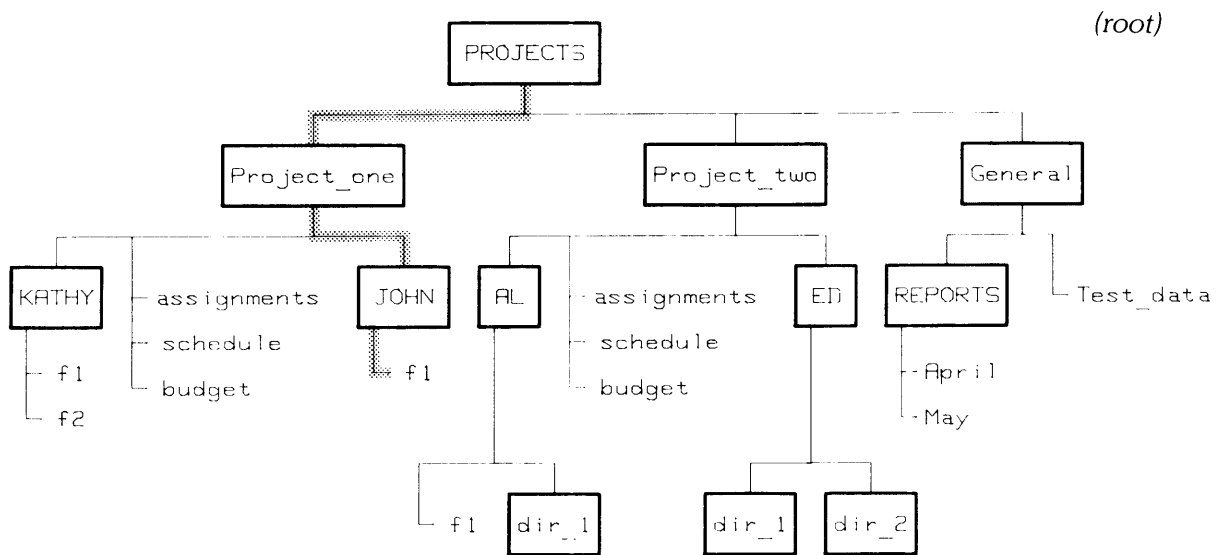 (root)
PROJECTS
Project_one
Project_two
General
KATHY
assignments
schedule
budget
f1
f2
JOHN
f1
AL
assignments
schedule
budget
ED
REPORTS
Test_data
April
May
f1
dir_1
dir_1
dir_2